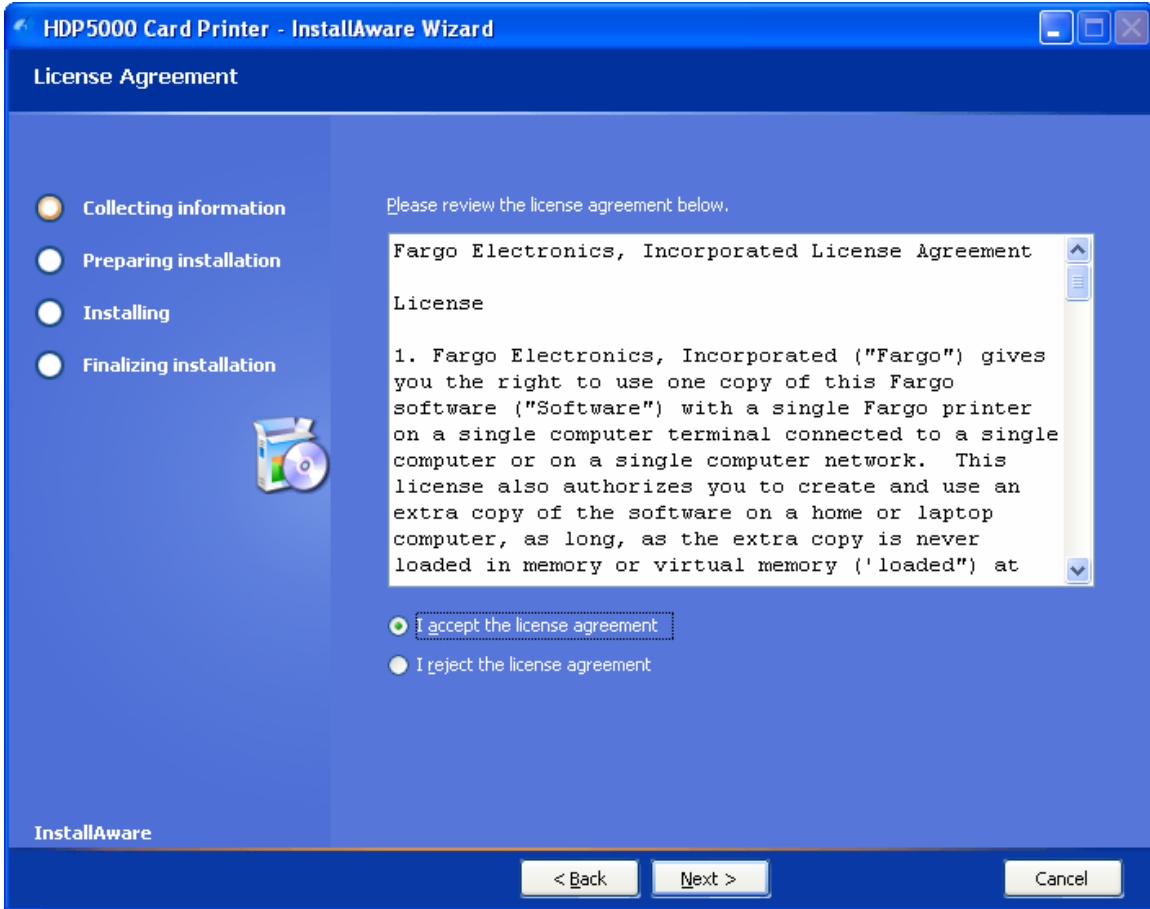 HDP5000 Card Printer - InstallAware Wizard
License Agreement
Collecting information
Preparing installation
Installing
Finalizing installation
Please review the license agreement below.
Fargo Electronics, Incorporated License Agreement
License
1. Fargo Electronics, Incorporated ("Fargo") gives
you the right to use one copy of this Fargo
software ("Software") with a single Fargo printer
on a single computer terminal connected to a single
computer or on a single computer network.  This
license also authorizes you to create and use an
extra copy of the software on a home or laptop
computer, as long, as the extra copy is never
loaded in memory or virtual memory ('loaded") at
I accept the license agreement
I reject the license agreement
InstallAware
< Back
Next >
Cancel